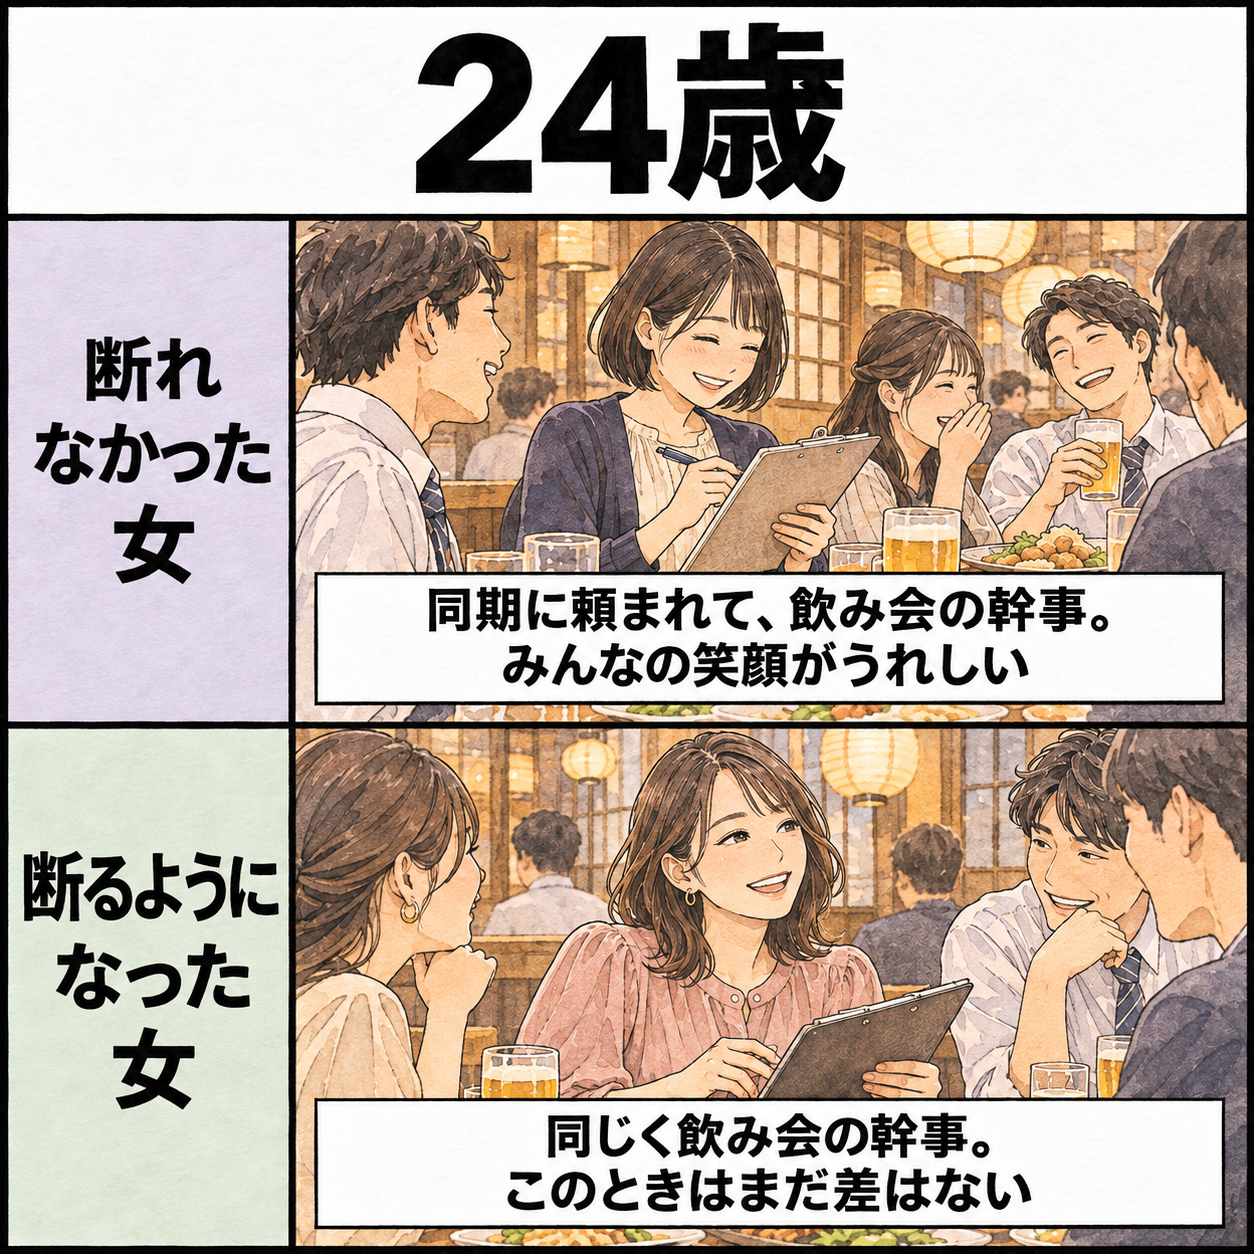 24歳
断れ
なかった
女
同期に頼まれて、飲み会の幹事。
みんなの笑顔がうれしい
断るように
なった
女
同じく飲み会の幹事。
このときはまだ差はない